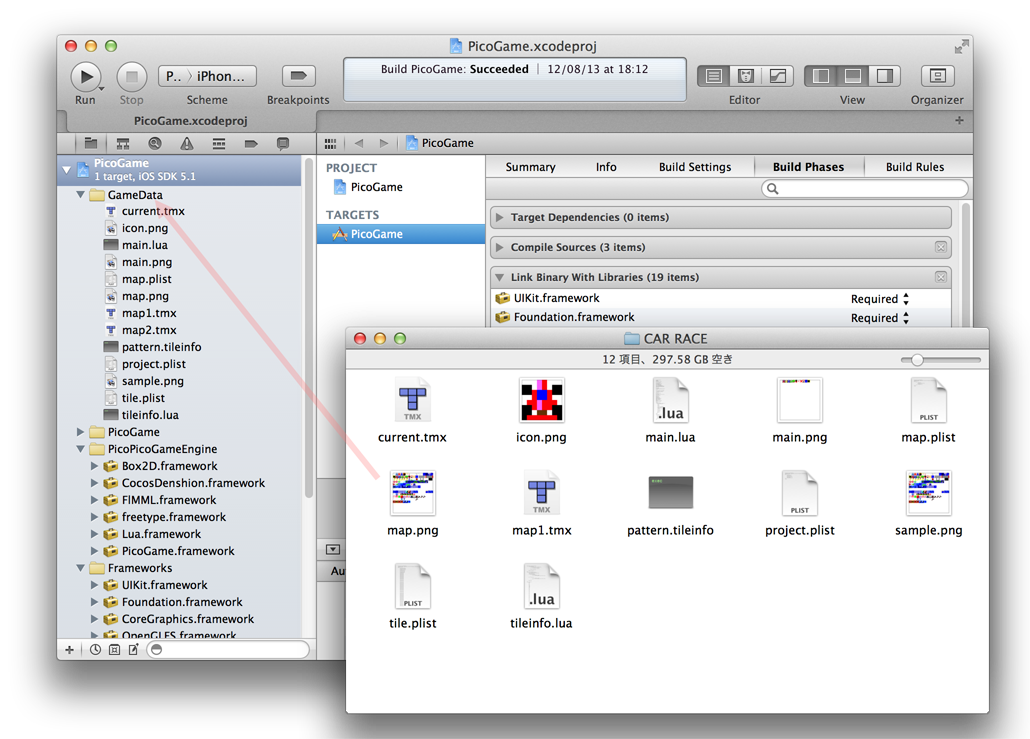 PicoGame.xcodeproj
Build PicoGame: Succeeded | 12/08/13 at 18:12
P.. 〉 iPhon...
Run
Stop
Scheme
Breakpoints
Editor
View
Organizer
PicoGame.xcodeproj
PicoGame
PicoGame
1 target, iOS SDK 5.1
GameData
current.tmx
icon.png
main.lua
main.png
map.plist
map.png
map1.tmx
map2.tmx
pattern.tileinfo
project.plist
sample.png
tile.plist
tileinfo.lua
PicoGame
PicoPicoGameEngine
Box2D.framework
CocosDenshion.framework
FlMML.framework
freetype.framework
Lua.framework
PicoGame.framework
Frameworks
UIKit.framework
Foundation.framework
CoreGraphics.framework
OpenGLES.framework
PROJECT
PicoGame
TARGETS
PicoGame
Summary
Info
Build Settings
Build Phases
Build Rules
Target Dependencies (0 items)
Compile Sources (3 items)
Link Binary With Libraries (19 items)
UIKit.framework
Required
Foundation.framework
Required
Au
CAR RACE
12 項目、297.58 GB 空き
TMX
current.tmx
icon.png
.lua
main.lua
main.png
PLIST
map.plist
map.png
TMX
map1.tmx
pattern.tileinfo
PLIST
project.plist
sample.png
PLIST
tile.plist
.lua
tileinfo.lua